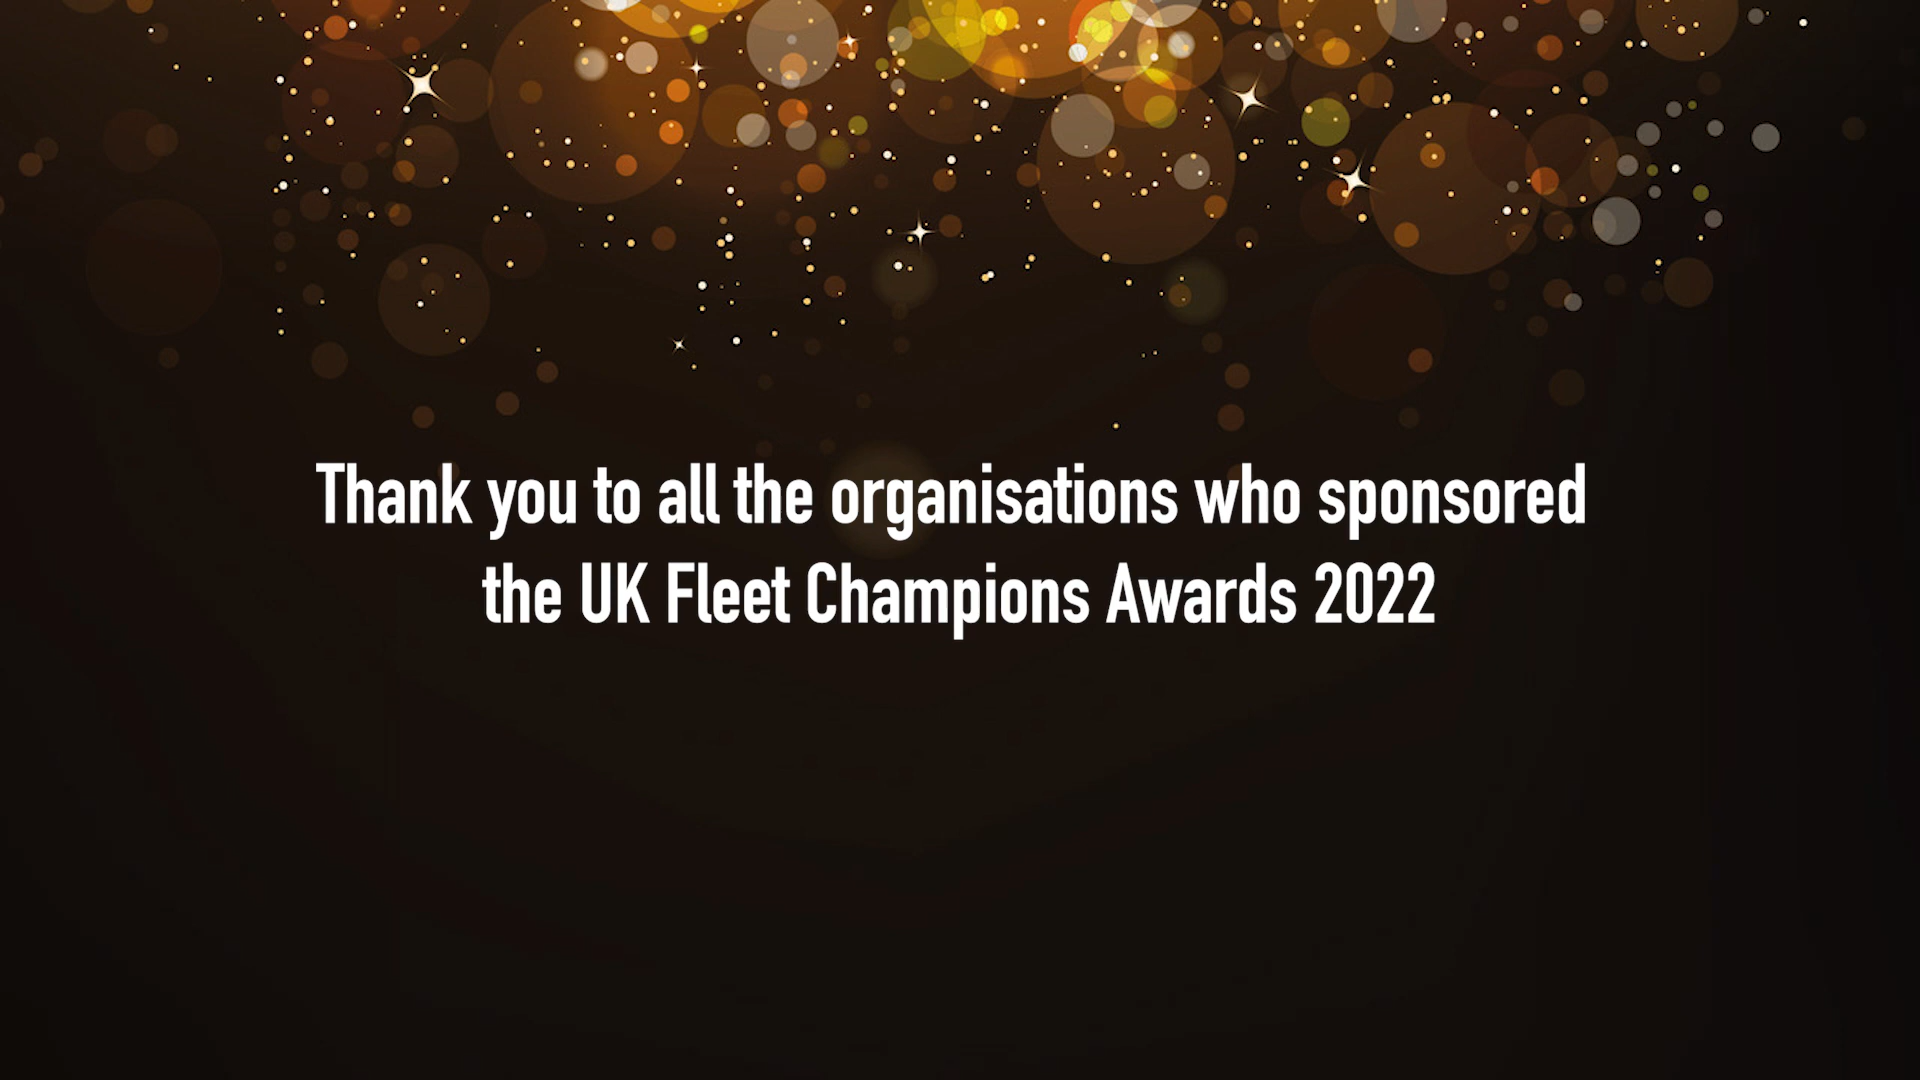 Thank you to all the organisations who sponsored
the UK Fleet Champions Awards 2022